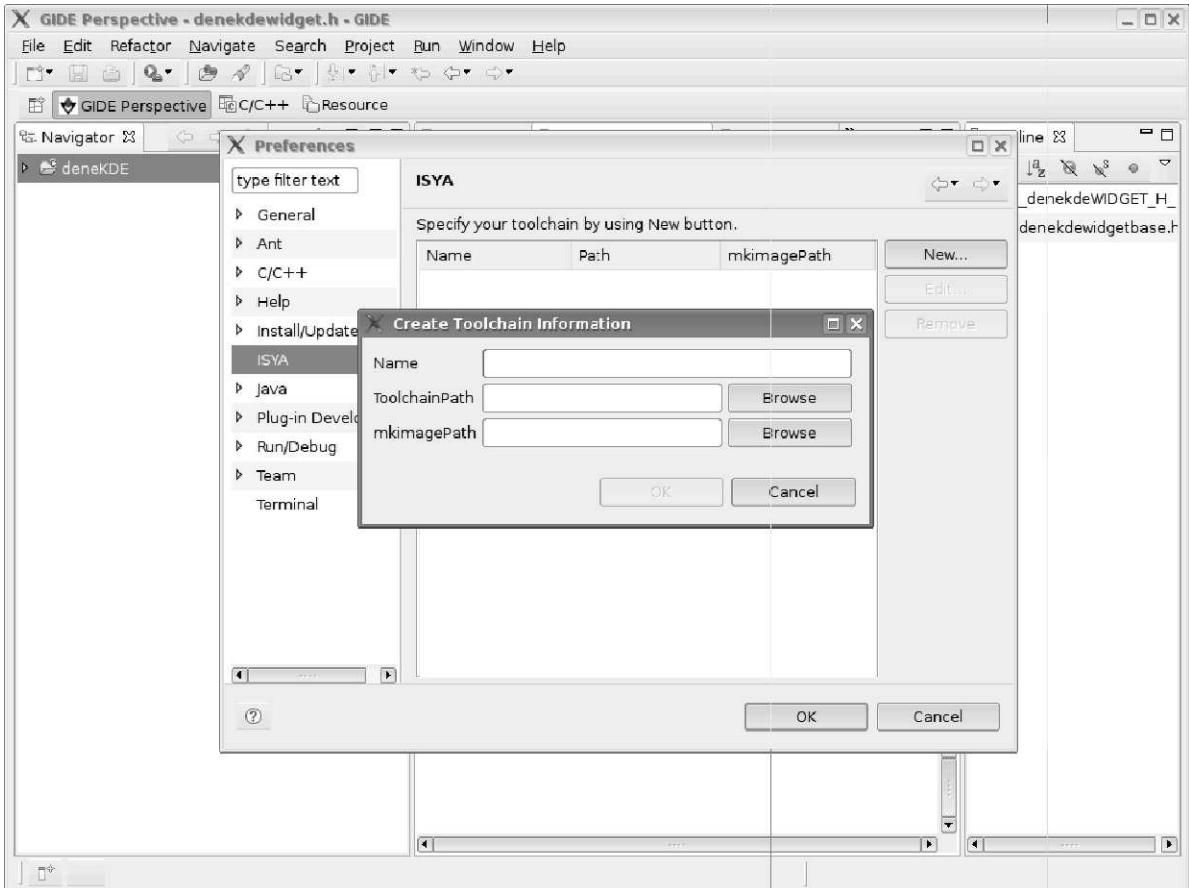 GIDE Perspective - denekdewidget.h - GIDE
File Edit Refactor Navigate Search Project Run Window Help
GIDE Perspective C/C++ Resource
Navigator
line
deneKDE
_denekdeWIDGET_H_
denekdewidgetbase.h
Preferences
type filter text
ISYA
General
Ant
C/C++
Help
Install/Update
ISYA
Java
Plug-in Develo
Run/Debug
Team
Terminal
Specify your toolchain by using New button.
Name Path mkimagePath
New...
Edit...
Remove
Create Toolchain Information
Name
ToolchainPath Browse
mkimagePath Browse
OK Cancel
OK Cancel